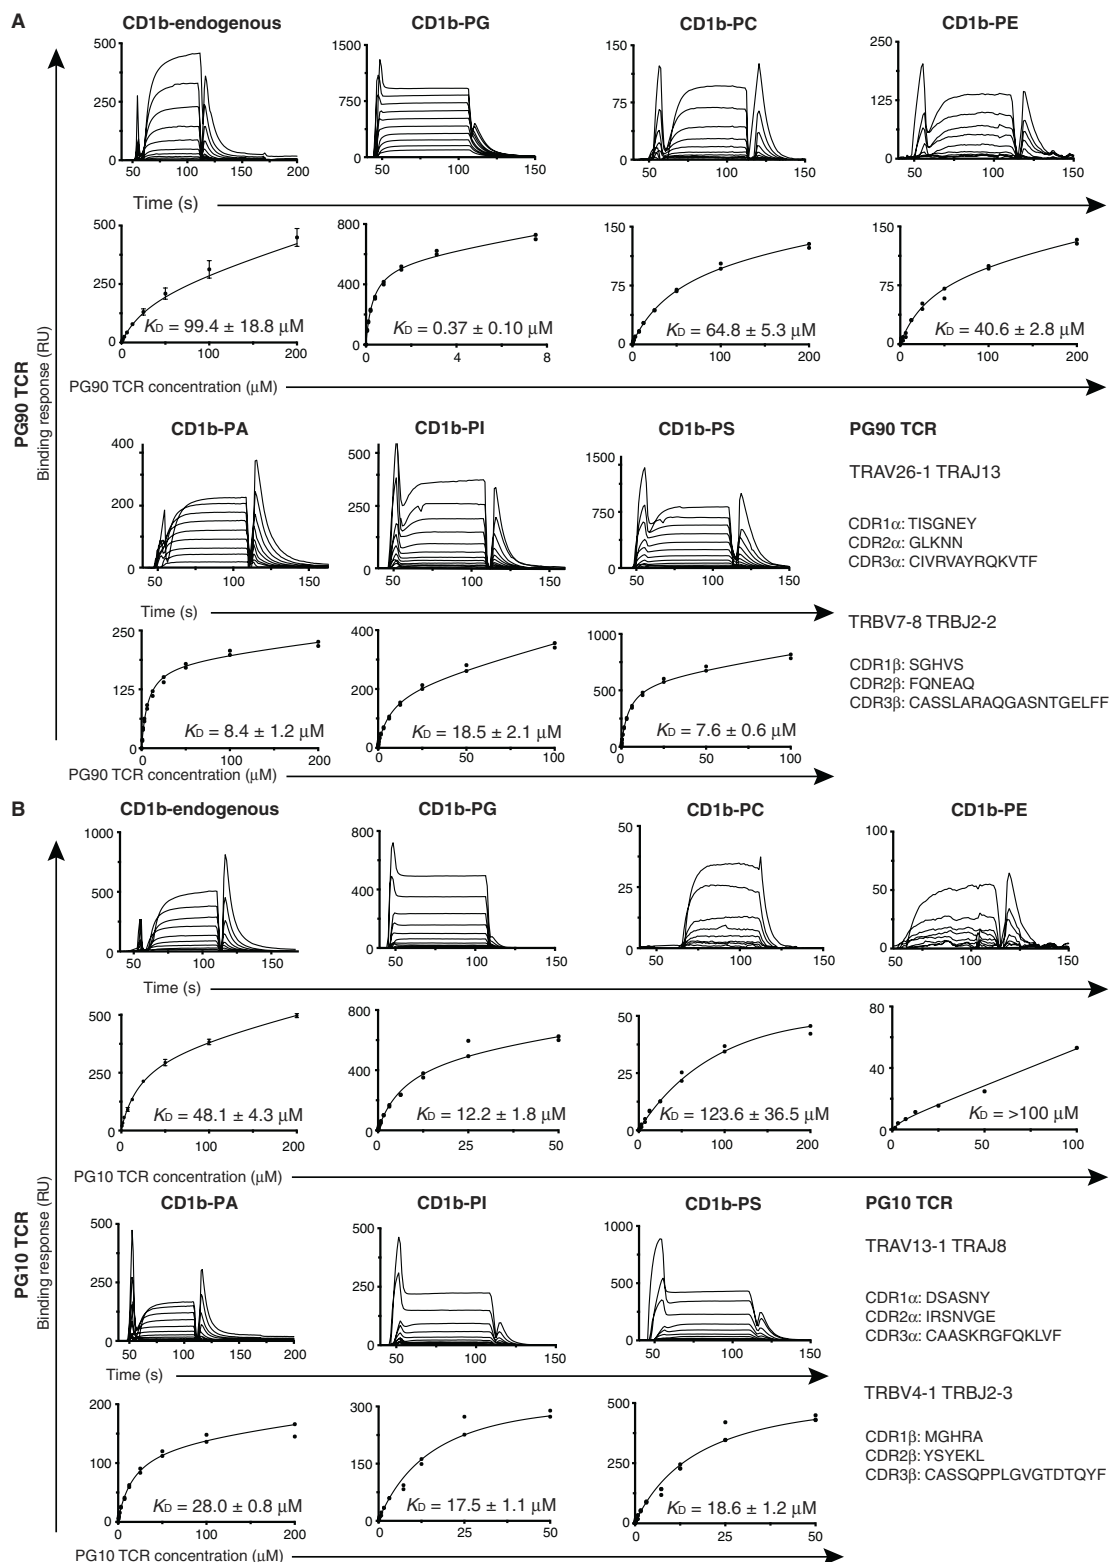 A
CD1b-endogenous
CD1b-PG
CD1b-PC
CD1b-PE
500
250
0
50
100
150
200
1500
750
0
50
100
150
150
75
0
50
100
150
250
125
0
50
100
150
Time (s)
500
250
0
0
100
200
KD = 99.4 ± 18.8 μM
800
400
0
0
4
8
KD = 0.37 ± 0.10 μM
150
75
0
0
100
200
KD = 64.8 ± 5.3 μM
150
75
0
0
100
200
KD = 40.6 ± 2.8 μM
PG90 TCR concentration (μM)
PG90 TCR
Binding response (RU)
CD1b-PA
CD1b-PI
CD1b-PS
400
200
0
50
100
150
500
250
0
50
100
150
1500
750
0
50
100
150
Time (s)
250
125
0
0
100
200
KD = 8.4 ± 1.2 μM
400
200
0
0
50
100
KD = 18.5 ± 2.1 μM
1000
500
0
0
50
100
KD = 7.6 ± 0.6 μM
PG90 TCR concentration (μM)
PG90 TCR
TRAV26-1 TRAJ13
CDR1α: TISGNEY
CDR2α: GLKNN
CDR3α: CIVRVAYRQKVTF
TRBV7-8 TRBJ2-2
CDR1β: SGHVS
CDR2β: FQNEAQ
CDR3β: CASSLARAQGASNTGELFF
B
CD1b-endogenous
CD1b-PG
CD1b-PC
CD1b-PE
1000
500
0
50
100
150
800
400
0
50
100
150
50
25
0
50
100
150
100
50
0
50
100
150
Time (s)
500
250
0
0
100
200
KD = 48.1 ± 4.3 μM
800
400
0
0
25
50
KD = 12.2 ± 1.8 μM
50
25
0
0
100
200
KD = 123.6 ± 36.5 μM
80
40
0
0
50
100
KD = >100 μM
PG10 TCR concentration (μM)
PG10 TCR
Binding response (RU)
CD1b-PA
CD1b-PI
CD1b-PS
500
250
0
50
100
150
200
500
250
0
50
100
150
1000
500
0
50
100
150
Time (s)
200
100
0
0
100
200
KD = 28.0 ± 0.8 μM
300
150
0
0
25
50
KD = 17.5 ± 1.1 μM
500
250
0
0
25
50
KD = 18.6 ± 1.2 μM
PG10 TCR concentration (μM)
PG10 TCR
TRAV13-1 TRAJ8
CDR1α: DSASNY
CDR2α: IRSNVGE
CDR3α: CAASKRGFQKLVF
TRBV4-1 TRBJ2-3
CDR1β: MGHRA
CDR2β: YSYEKL
CDR3β: CASSQPPLGVGTDTQYF